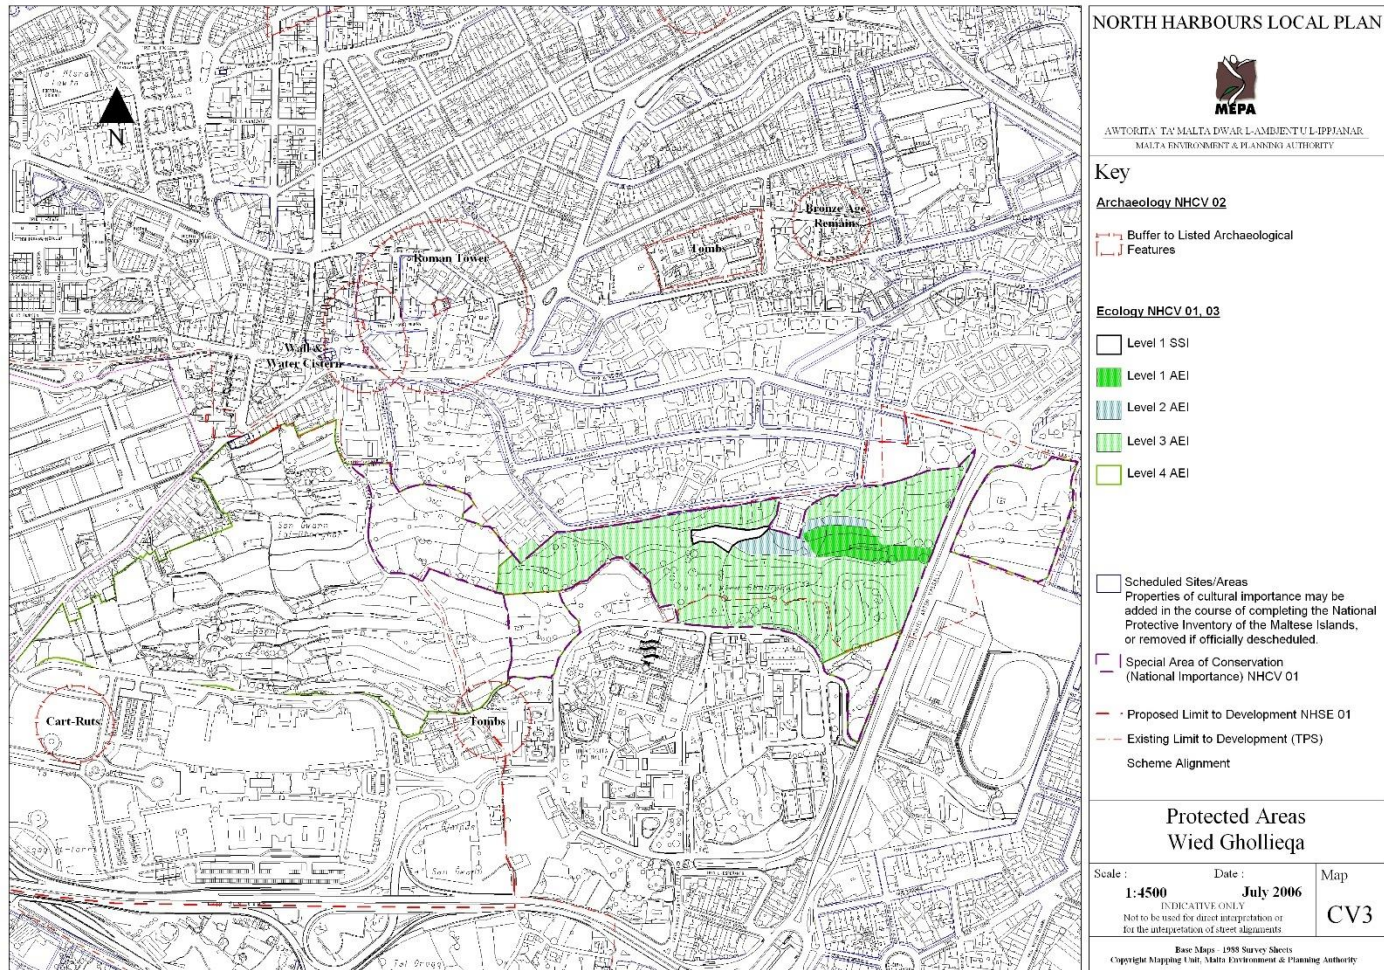 N
Bronze Age
Remains
Tombs
Roman Tower
Wall &
Water Cistern
Cart-Ruts
Tombs
NORTH HARBOURS LOCAL PLAN
MEPA
AWTORITA' TA' MALTA DWAR L-AMBJENT U L-IPPJANAR
MALTA ENVIRONMENT & PLANNING AUTHORITY
Key
Archaeology NHCV 02
Buffer to Listed Archaeological
Features
Ecology NHCV 01, 03
Level 1 SSI
Level 1 AEI
Level 2 AEI
Level 3 AEI
Level 4 AEI
Scheduled Sites/Areas
Properties of cultural importance may be
added in the course of completing the National
Protective Inventory of the Maltese Islands,
or removed if officially descheduled.
Special Area of Conservation
(National Importance) NHCV 01
Proposed Limit to Development NHSE 01
Existing Limit to Development (TPS)
Scheme Alignment
Protected Areas
Wied Ghollieqa
Scale :
1:4500
Date :
July 2006
INDICATIVE ONLY
Not to be used for direct interpretation or
for the interpretation of street alignments.
Map
CV3
Base Maps - 1988 Survey Sheets
Copyright Mapping Unit, Malta Environment & Planning Authority